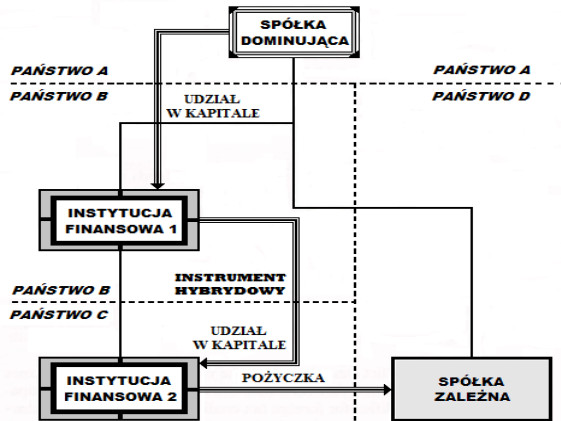 SPÓŁKA
DOMINUJĄCA
PAŃSTWO A
PAŃSTWO A
PAŃSTWO B
PAŃSTWO D
UDZIAŁ
W KAPITALE
INSTYTUCJA
FINANSOWA 1
INSTRUMENT
HYBRYDOWY
PAŃSTWO B
PAŃSTWO C
UDZIAŁ
W KAPITALE
INSTYTUCJA
FINANSOWA 2
POŻYCZKA
SPÓŁKA
ZALEŻNA